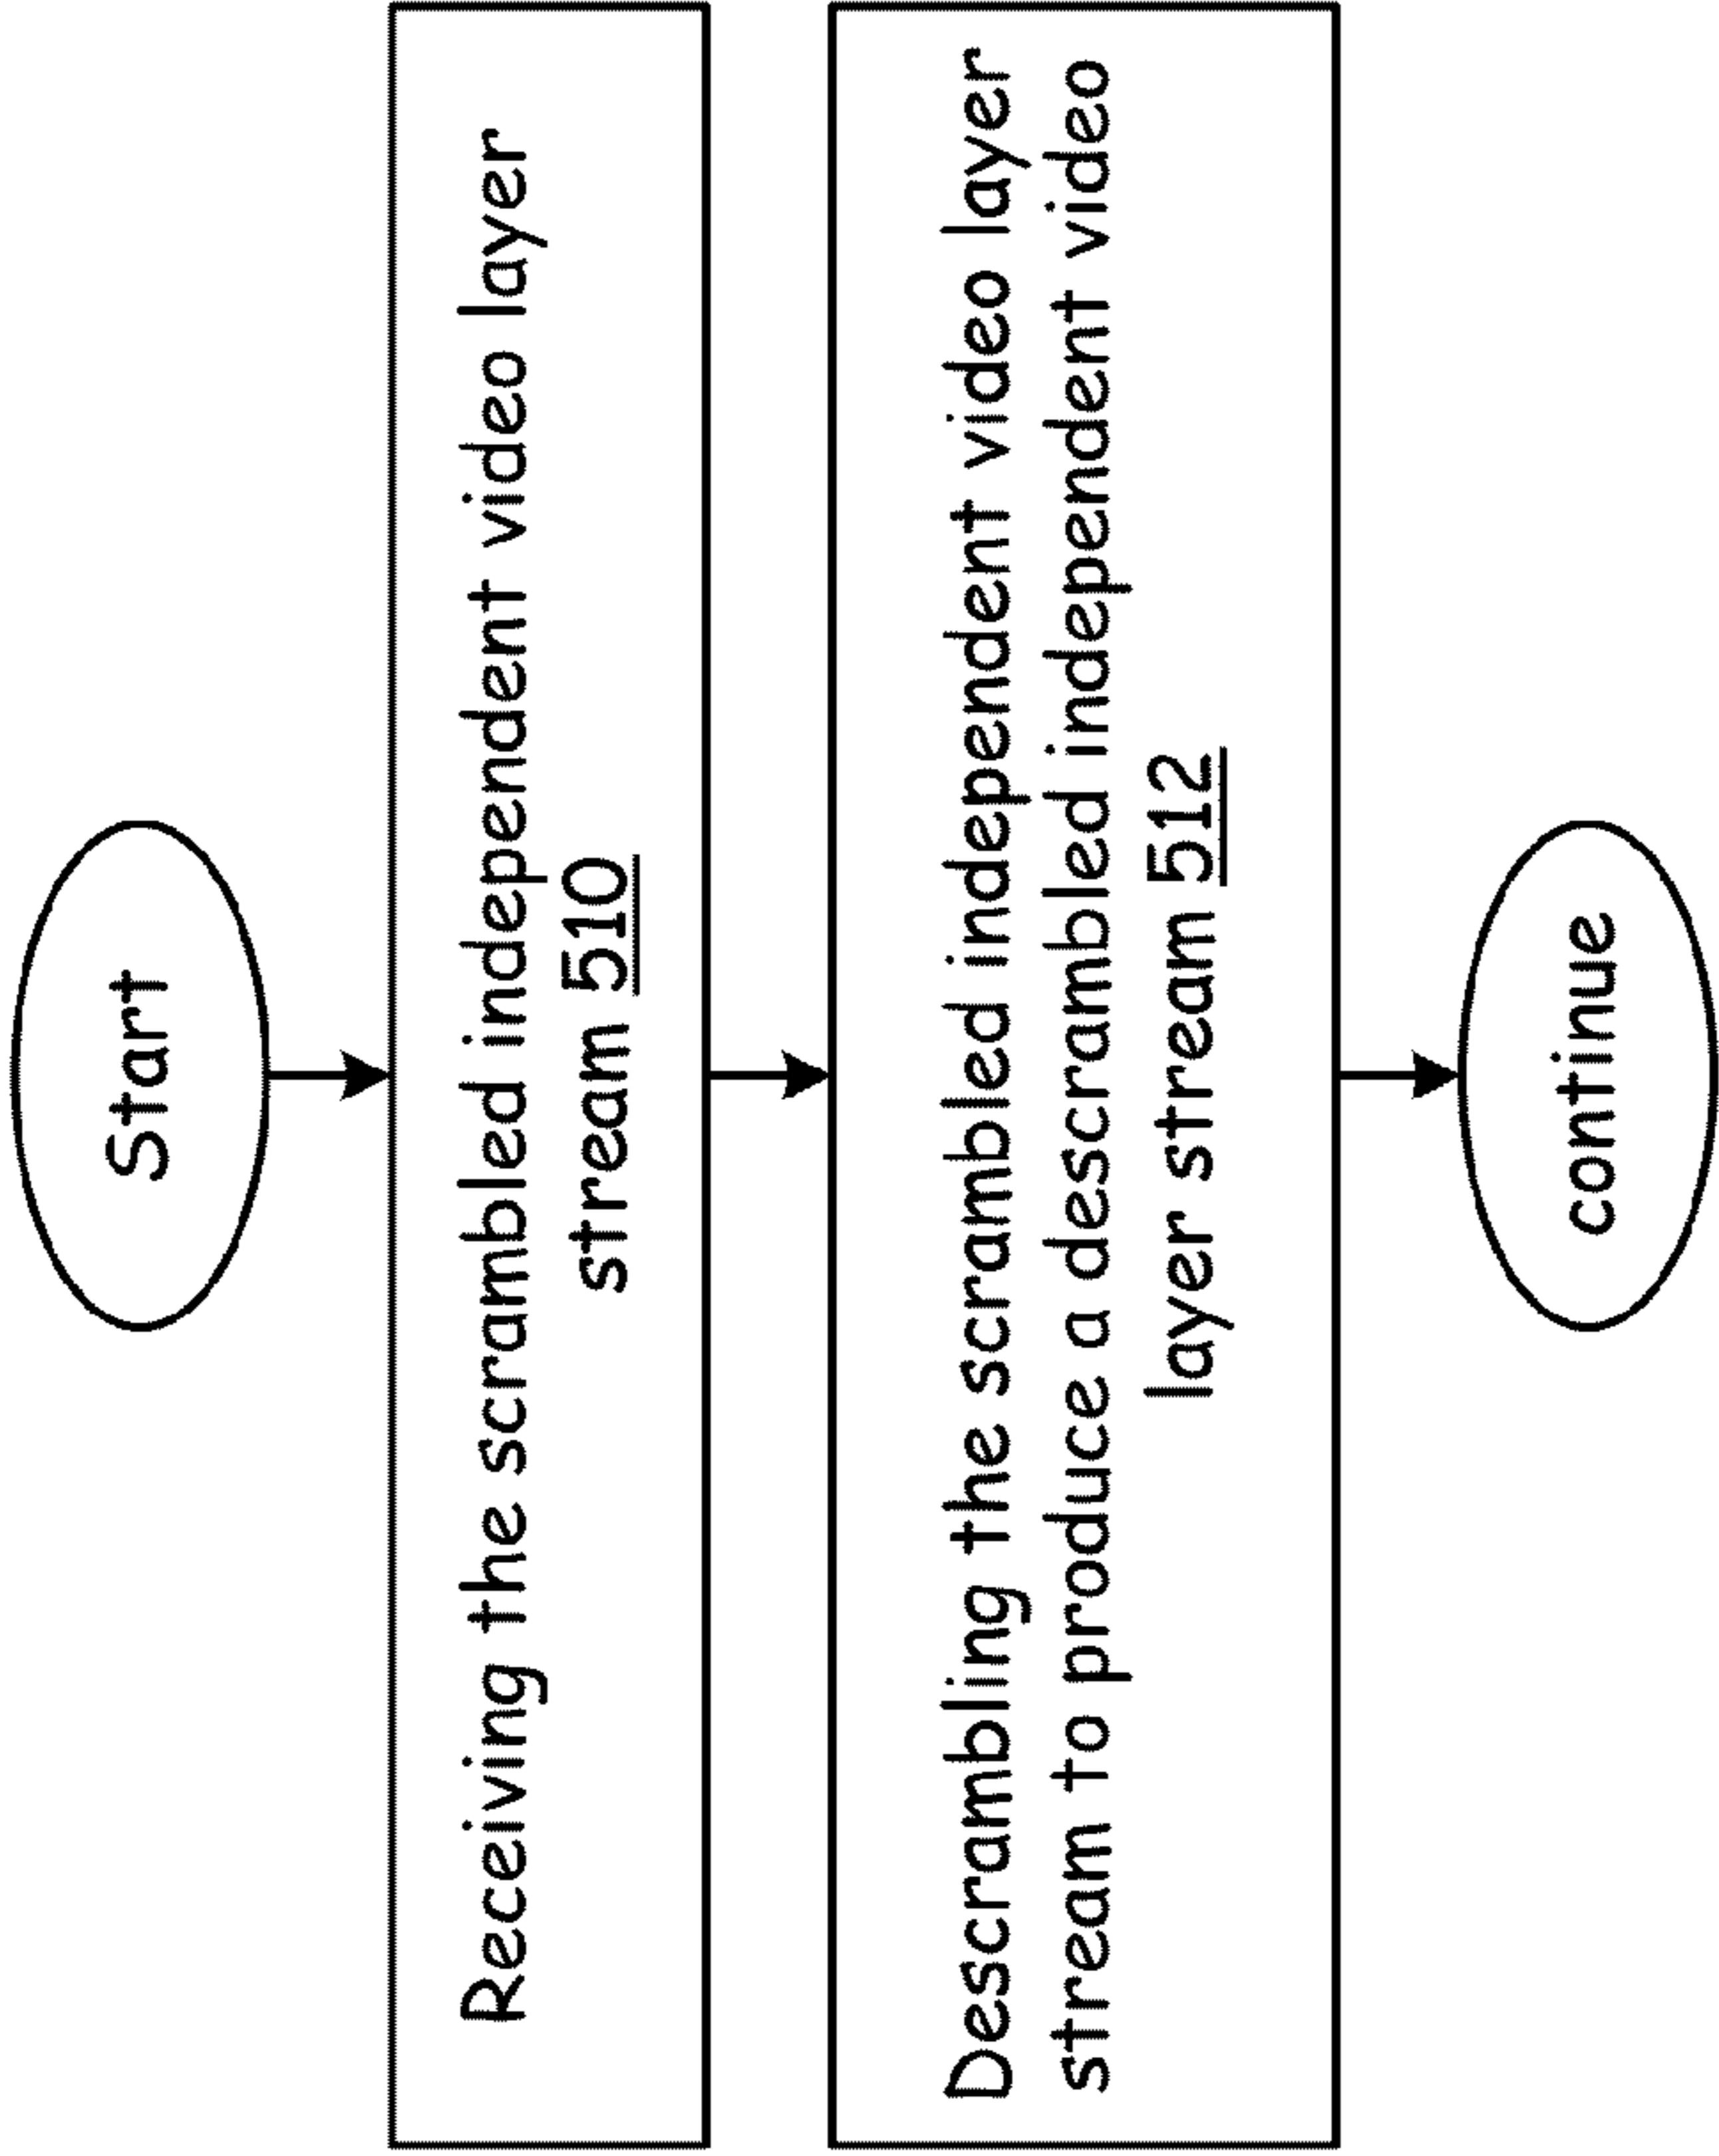 Start
Receiving the scrambled independent video layer
stream 510
Descrambling the scrambled independent video layer
stream to produce a descrambled independent video
layer stream 512
continue